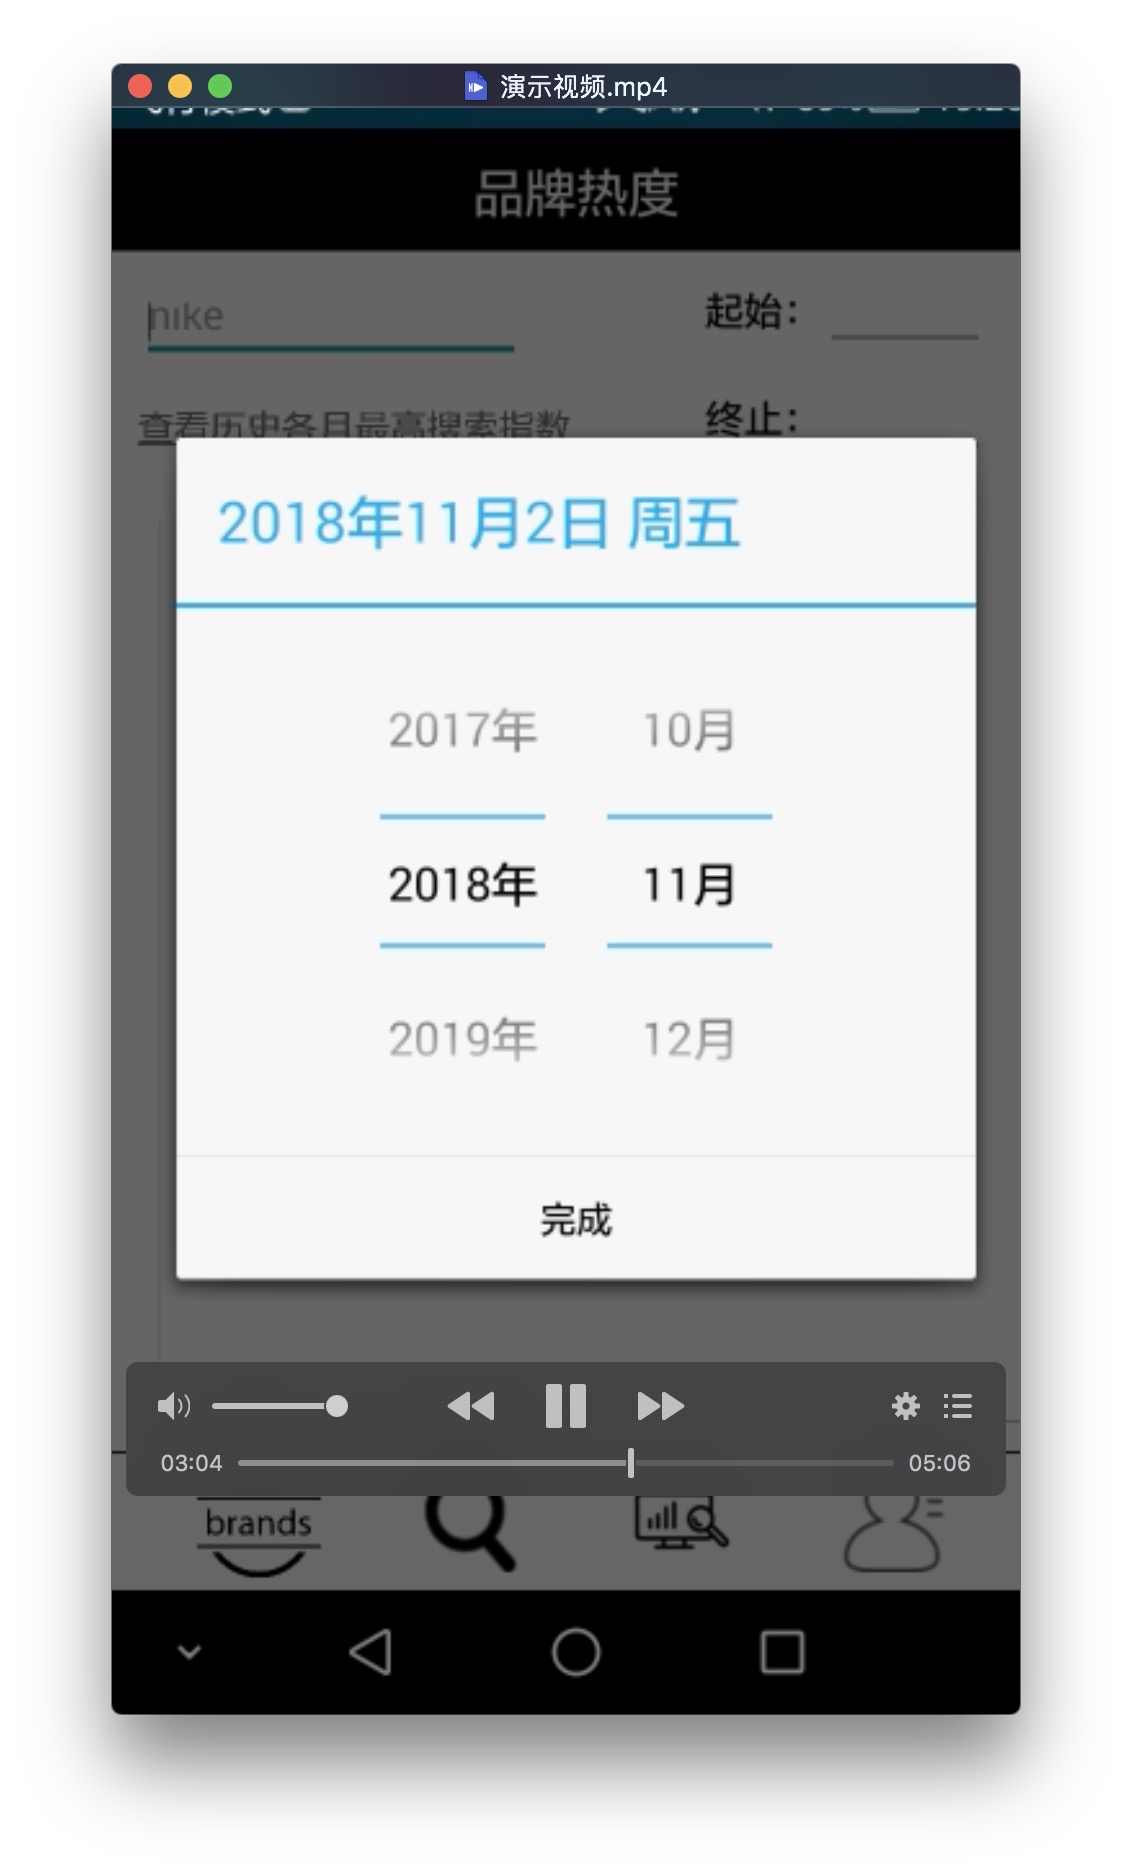 演示视频.mp4
品牌热度
nike
起始：
查看历史各月最高搜索指数
终止：
2018年11月2日 周五
2017年 10月
2018年 11月
2019年 12月
完成
03:04 05:06
brands